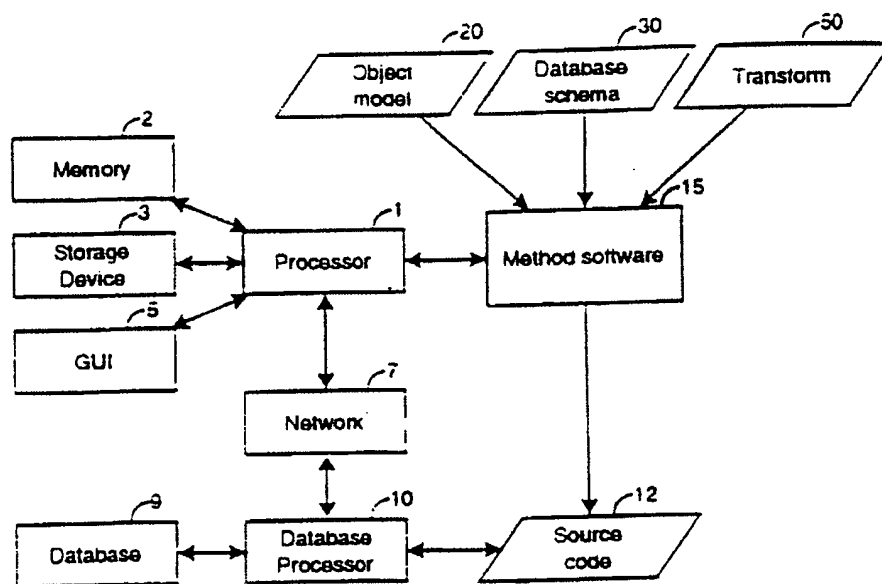 20
30
50
Object
model
Database
schema
Transform
2
Memory
15
3
1
Storage
Device
Processor
Method software
5
GUI
7
Network
9
10
12
Database
Database
Processor
Source
code